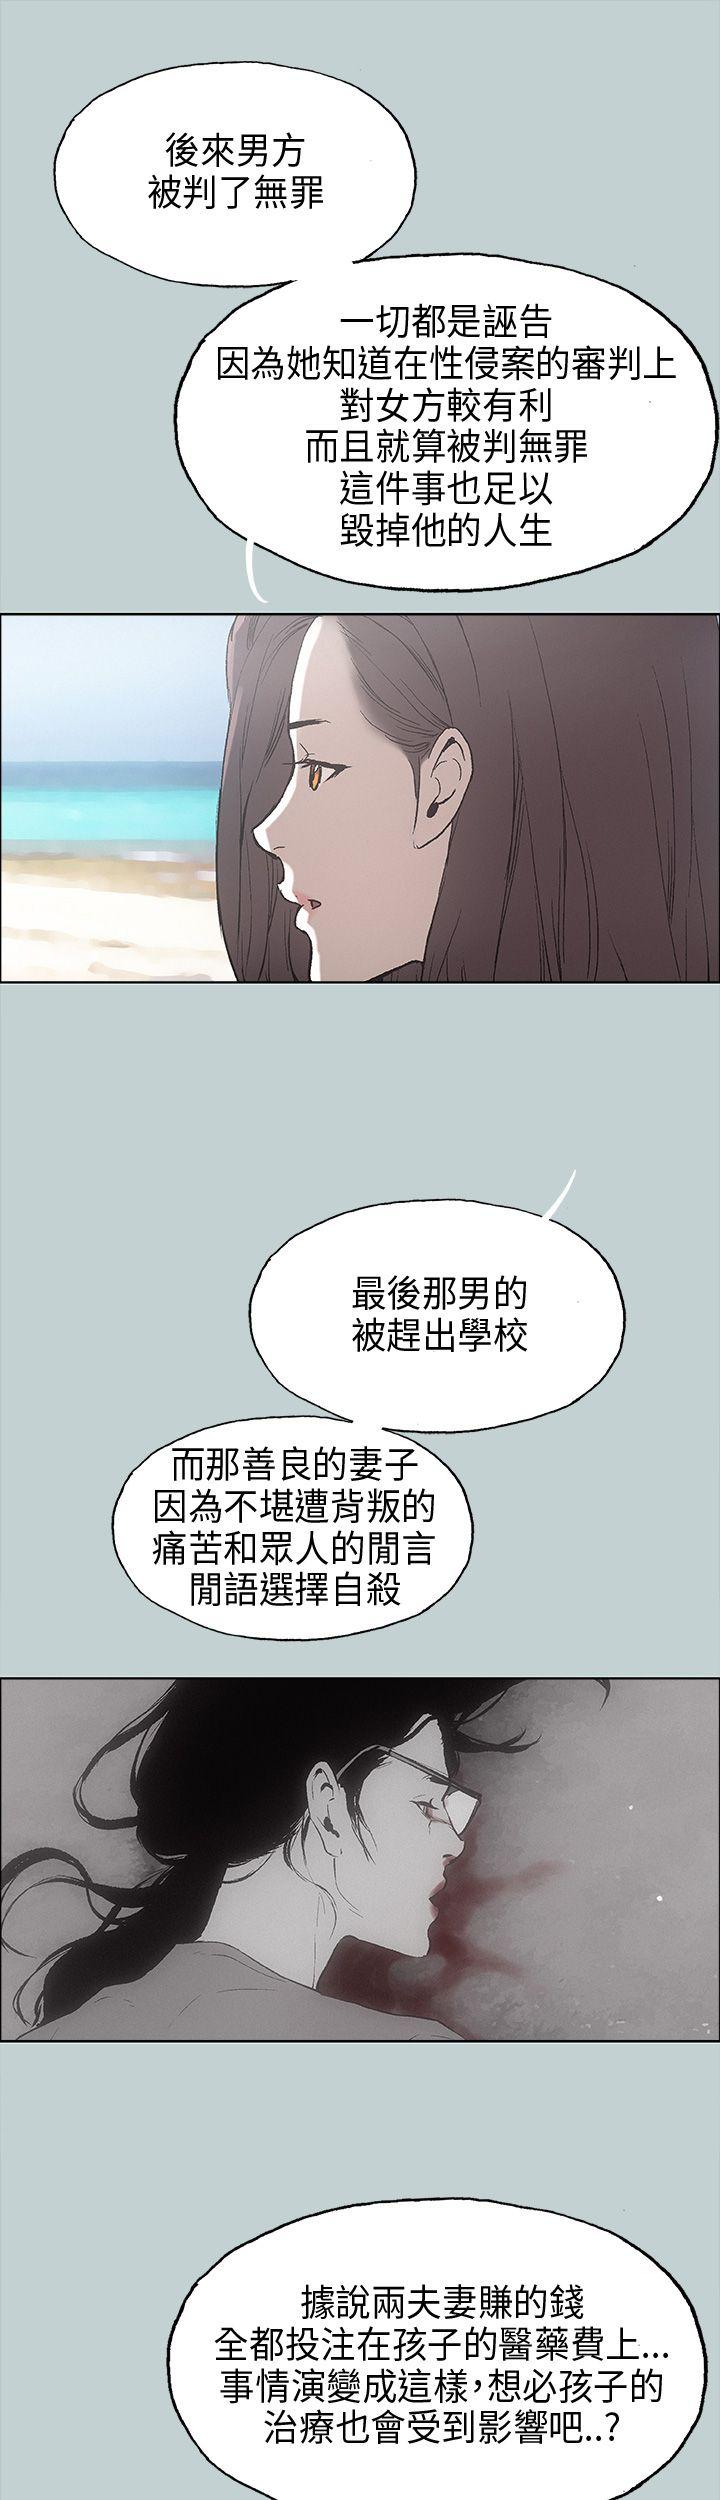 後來男方
被判了無罪
一切都是誣告
因為她知道在性侵案的審判上
對女方較有利
而且就算被判無罪
這件事也足以
毀掉他的人生
最後那男的
被趕出學校
而那善良的妻子
因為不堪遭背叛的
痛苦和眾人的閒言
閒語選擇自殺
據說兩夫妻賺的錢
全都投注在孩子的醫藥費上...
事情演變成這樣，想必孩子的
治療也會受到影響吧..?